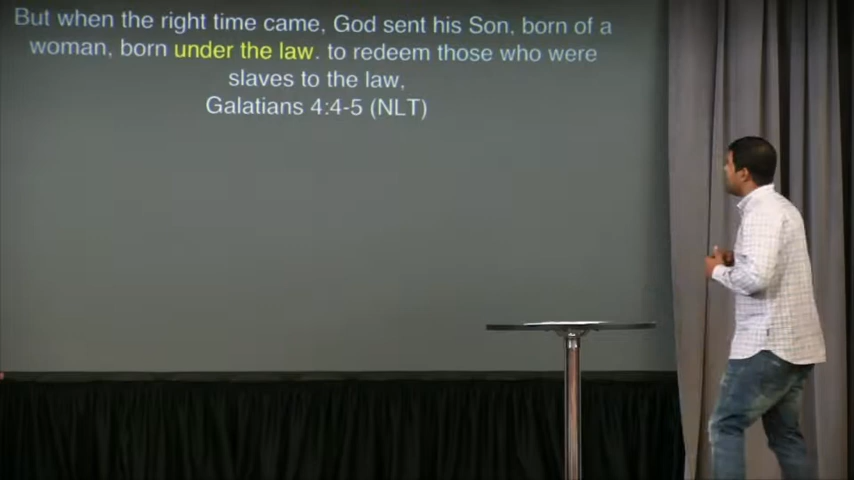 But when the right time came, God sent his Son, born of a
woman, born under the law. to redeem those who were
slaves to the law,
Galatians 4:4-5 (NLT)